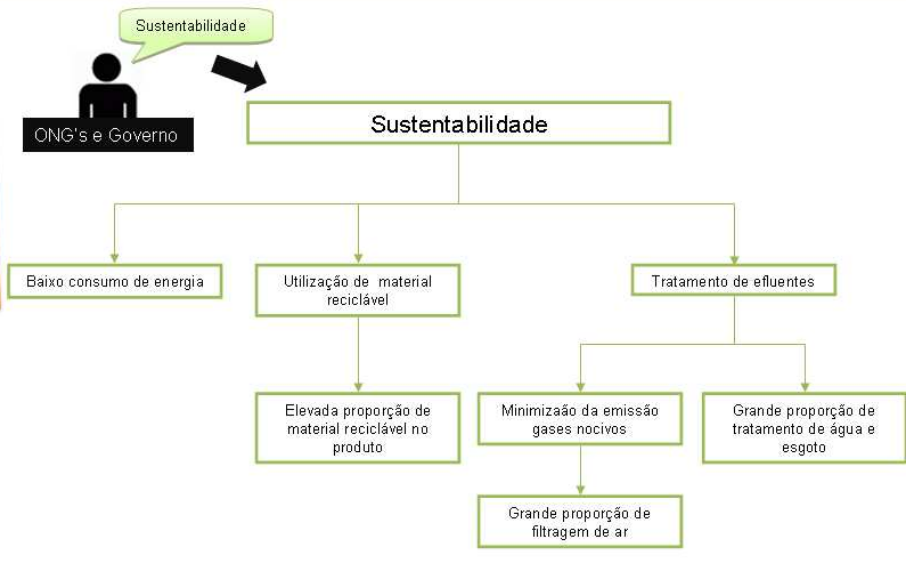 Sustentabilidade
ONG's e Governo
Sustentabilidade
Baixo consumo de energia
Utilização de material
reciclável
Tratamento de efluentes
Elevada proporção de
material reciclável no
produto
Minimizaão da emissão
gases nocivos
Grande proporção de
tratamento de água e
esgoto
Grande proporção de
filtragem de ar